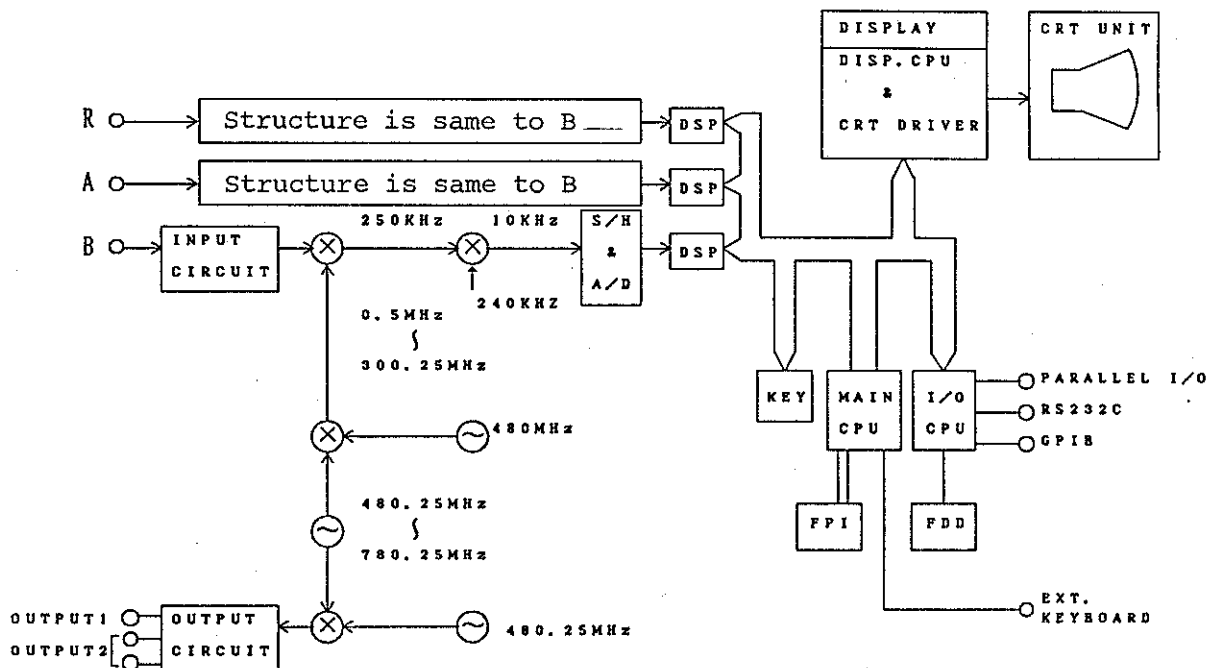 DISPLAY
DISP.CPU
&
CRT DRIVER
CRT UNIT
R
Structure is same to B
DSP
A
Structure is same to B
DSP
B
INPUT
CIRCUIT
250KHz
10KHz
240KHZ
S/H
&
A/D
DSP
0.5MHz
∫
300.25MHz
480MHz
480.25MHz
∫
780.25MHz
480.25MHz
OUTPUT1
OUTPUT2
OUTPUT
CIRCUIT
KEY
MAIN
CPU
I/O
CPU
PARALLEL I/O
RS232C
GPIB
FPI
FDD
EXT.
KEYBOARD